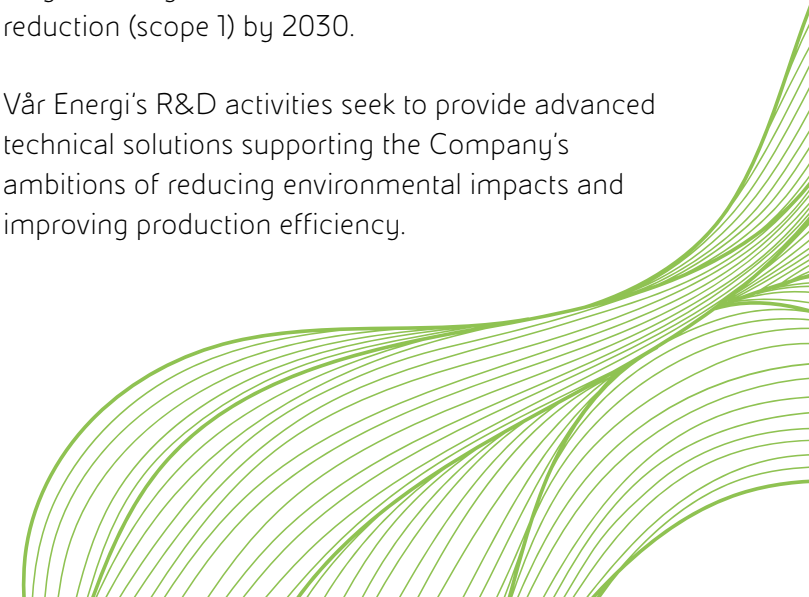 reduction (scope 1) by 2030.
Vår Energi's R&D activities seek to provide advanced
technical solutions supporting the Company's
ambitions of reducing environmental impacts and
improving production efficiency.